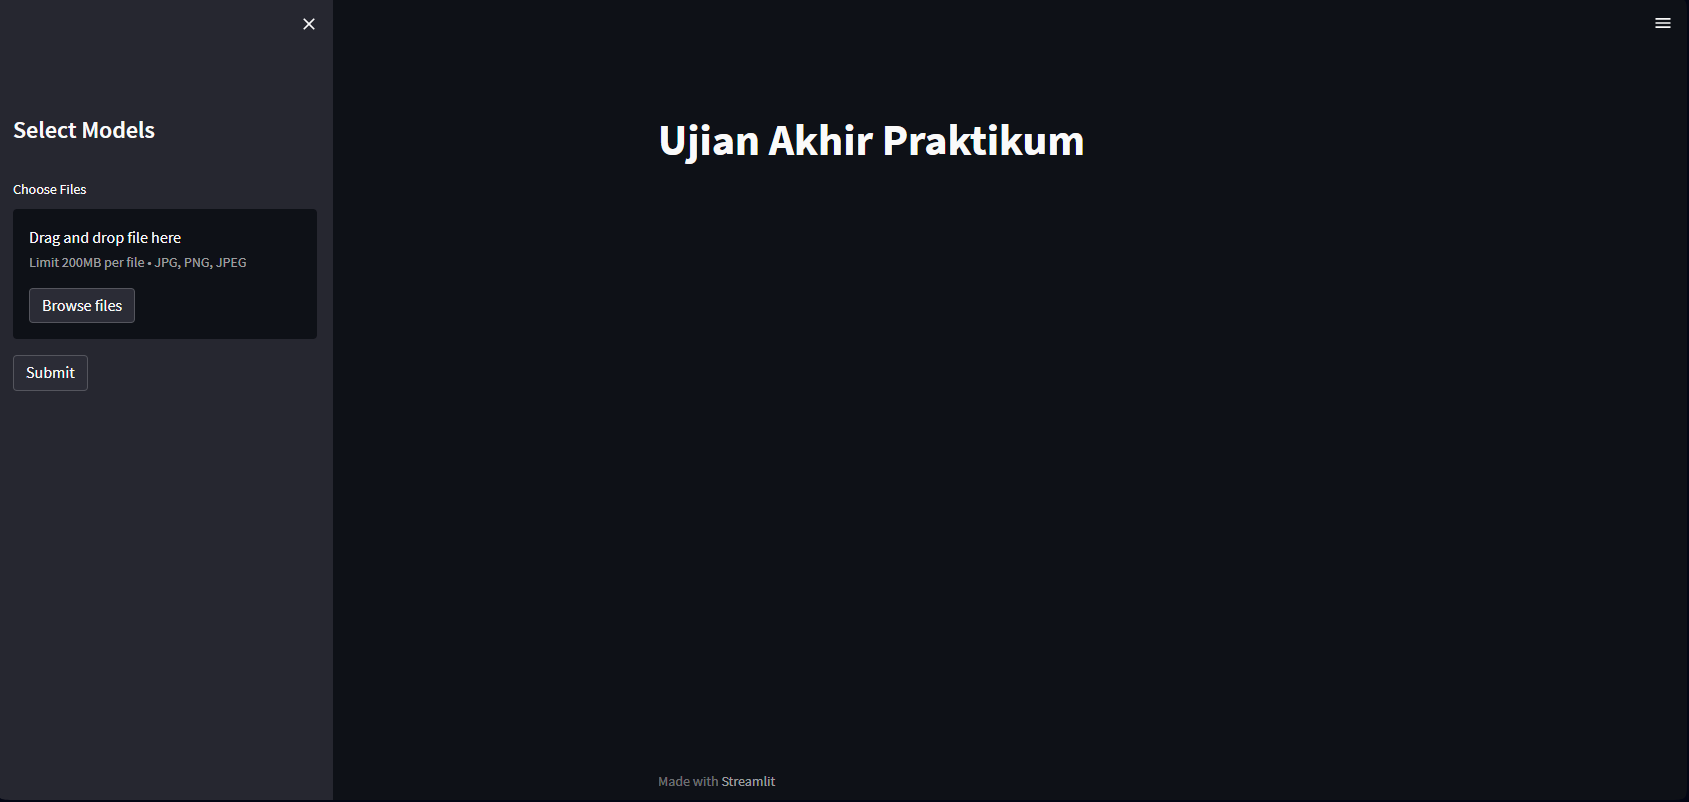 Select Models
Choose Files
Drag and drop file here
Limit 200MB per file • JPG, PNG, JPEG
Browse files
Submit
Ujian Akhir Praktikum
Made with Streamlit